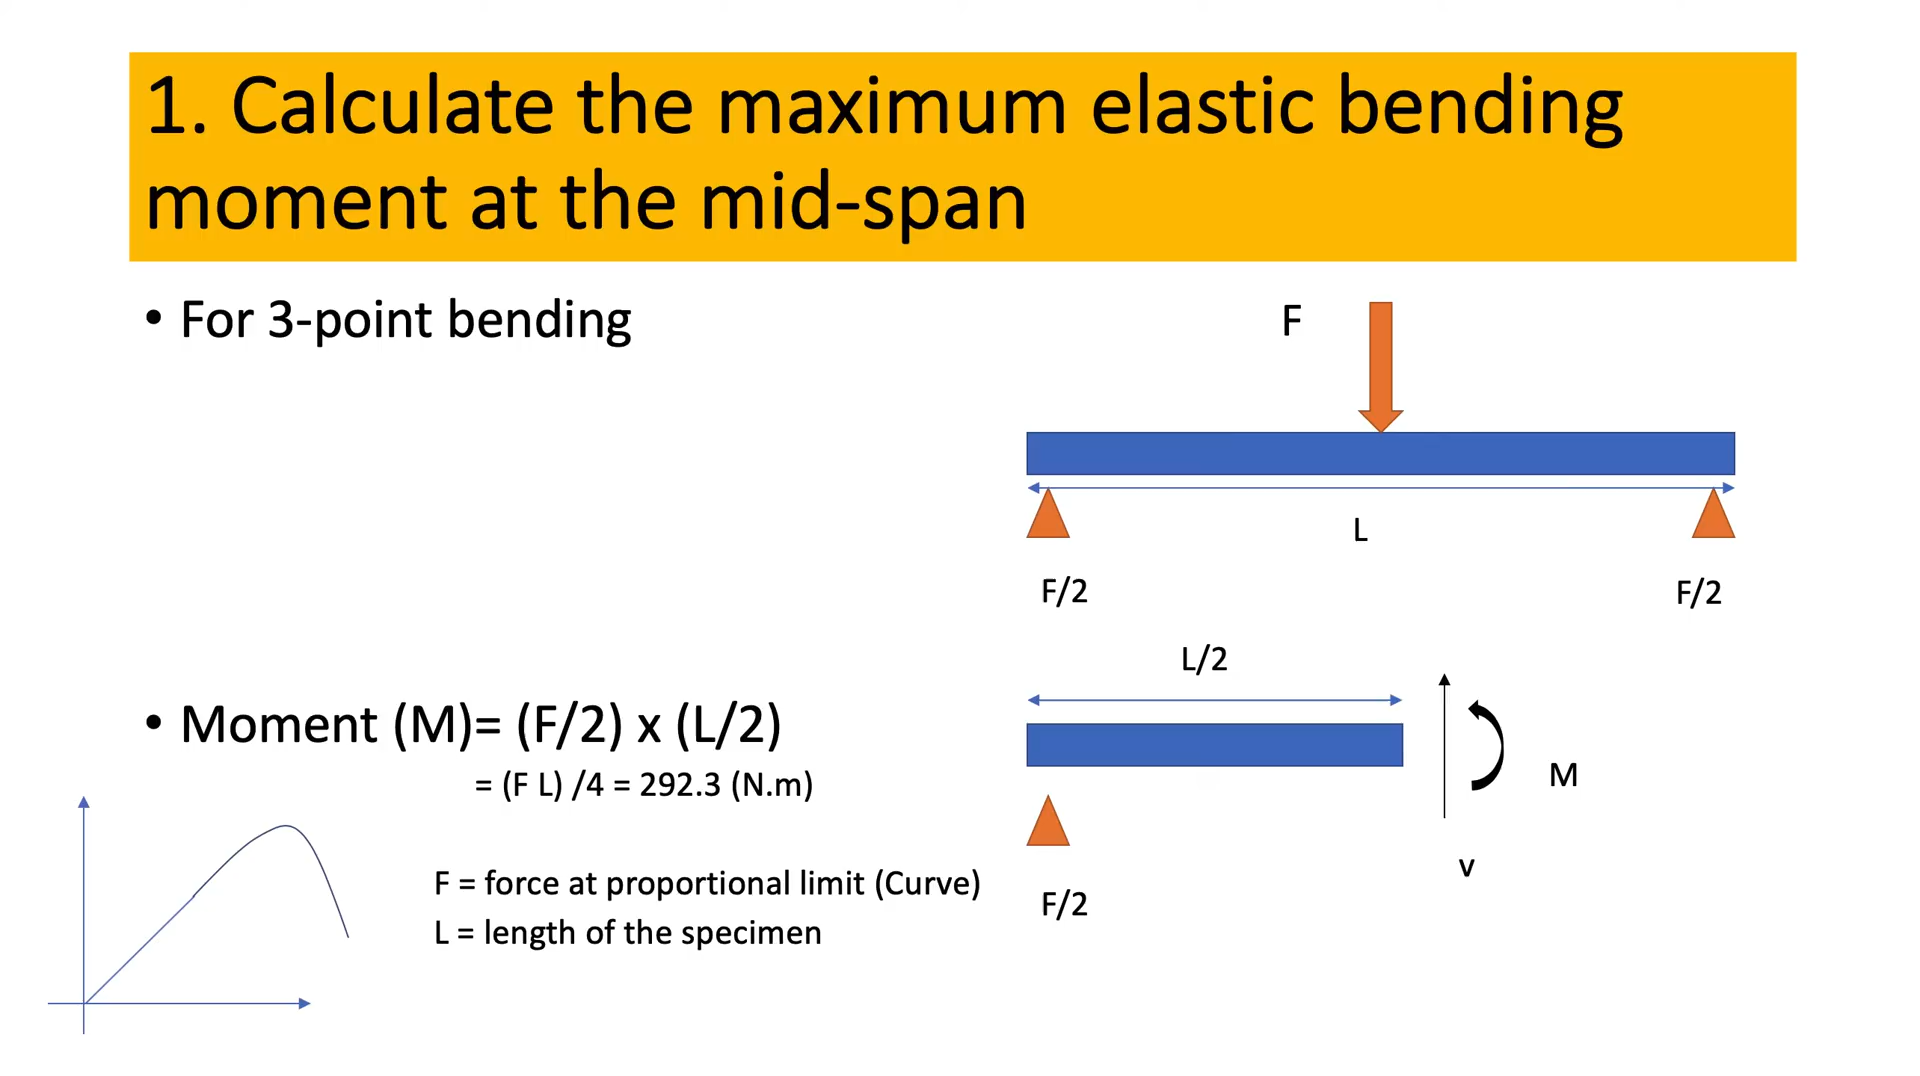 1. Calculate the maximum elastic bending
moment at the mid-span
• For 3-point bending
F
L
F/2
F/2
L/2
• Moment (M)= (F/2) x (L/2)
= (F L) /4 = 292.3 (N.m)
M
v
F = force at proportional limit (Curve)
F/2
L = length of the specimen